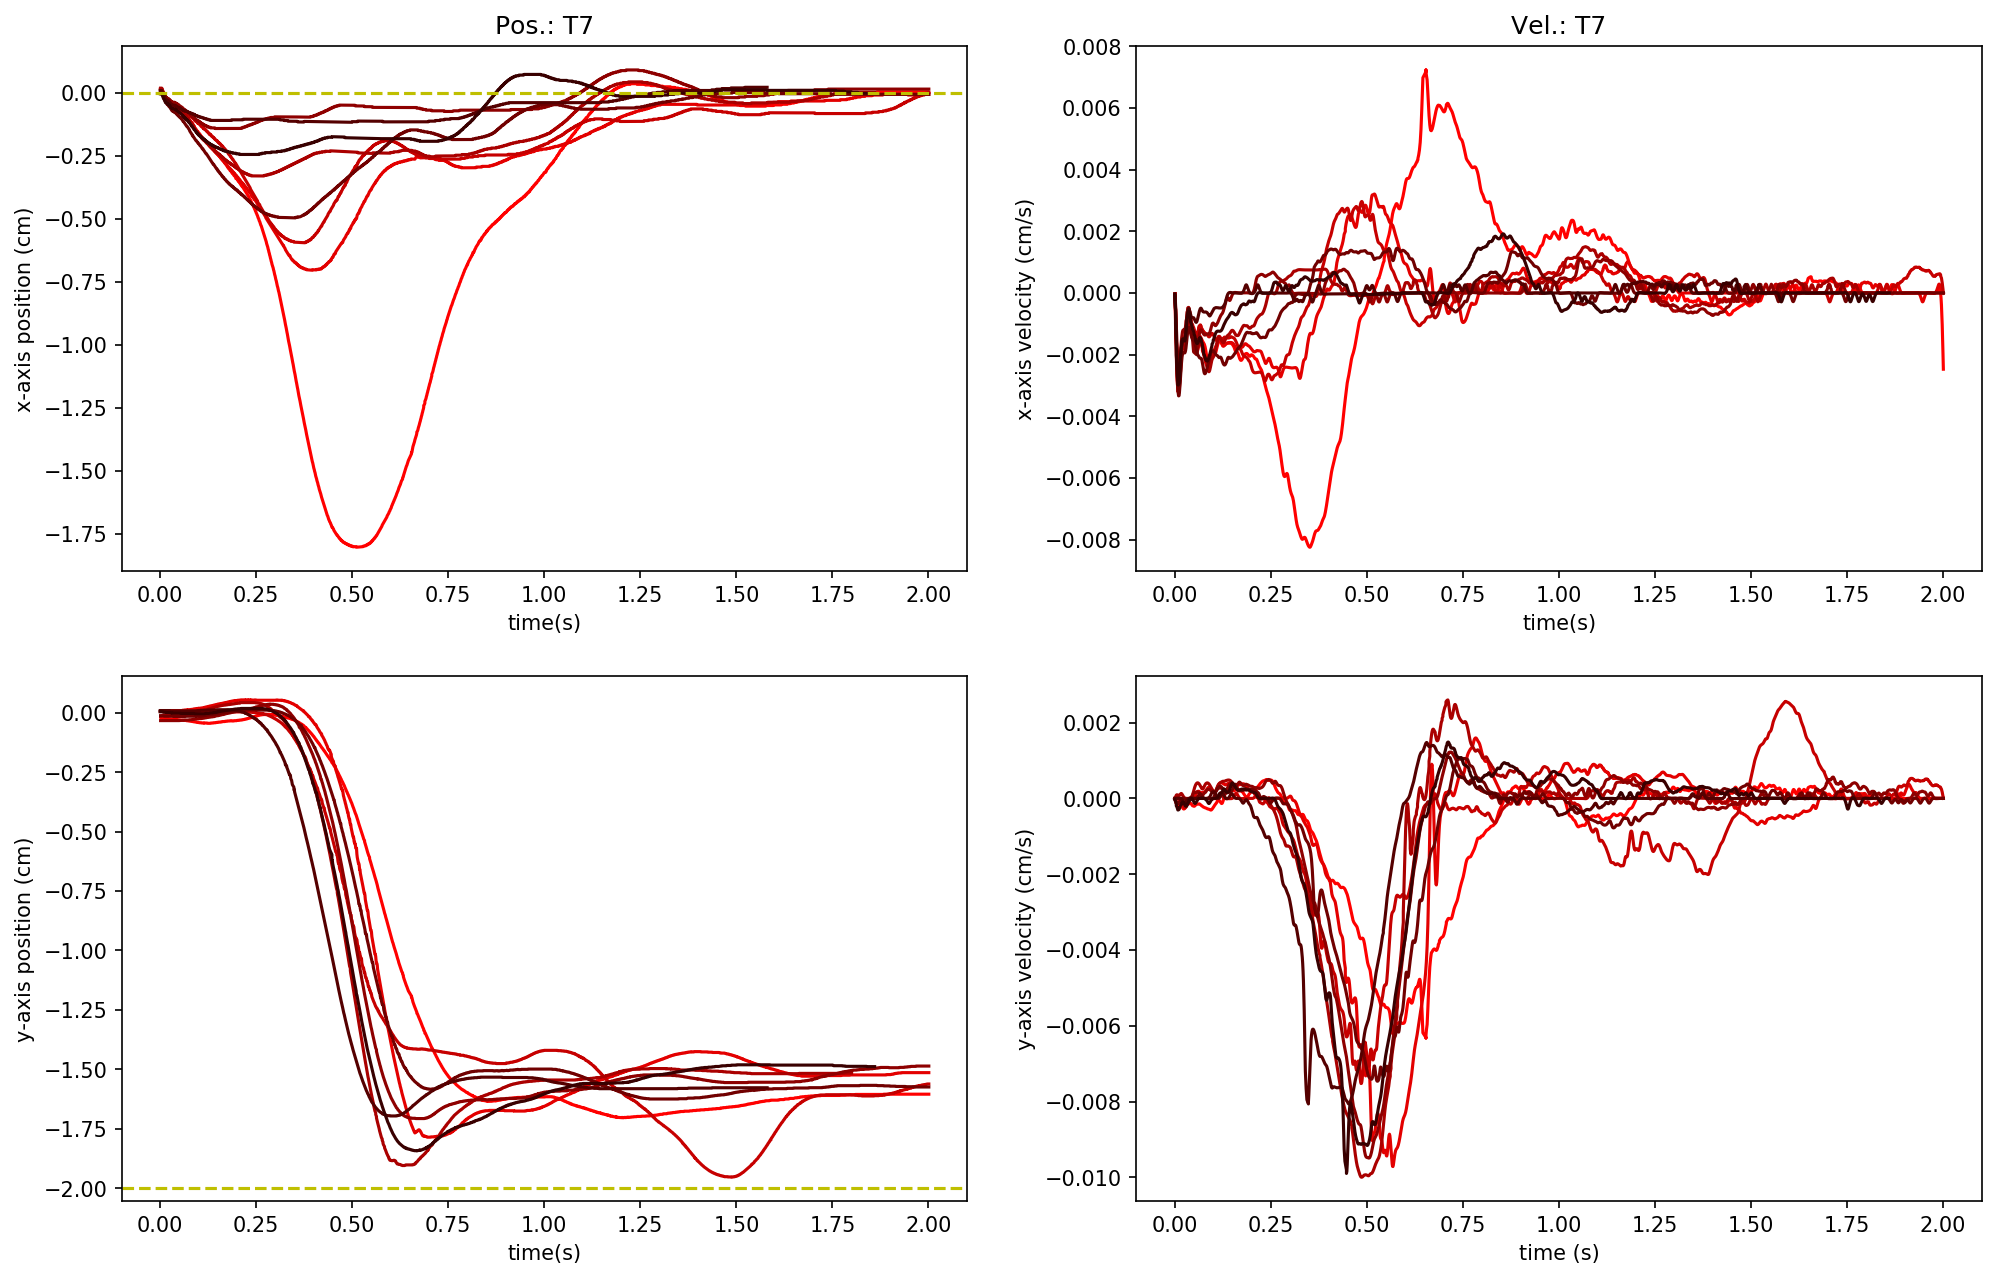 Pos.: T7
0.00
−0.25
−0.50
−0.75
−1.00
−1.25
−1.50
−1.75
x-axis position (cm)
0.00 0.25 0.50 0.75 1.00 1.25 1.50 1.75 2.00
time(s)
Vel.: T7
0.008
0.006
0.004
0.002
0.000
−0.002
−0.004
−0.006
−0.008
x-axis velocity (cm/s)
0.00 0.25 0.50 0.75 1.00 1.25 1.50 1.75 2.00
time(s)
0.00
−0.25
−0.50
−0.75
−1.00
−1.25
−1.50
−1.75
−2.00
y-axis position (cm)
0.00 0.25 0.50 0.75 1.00 1.25 1.50 1.75 2.00
time(s)
0.002
0.000
−0.002
−0.004
−0.006
−0.008
−0.010
y-axis velocity (cm/s)
0.00 0.25 0.50 0.75 1.00 1.25 1.50 1.75 2.00
time (s)